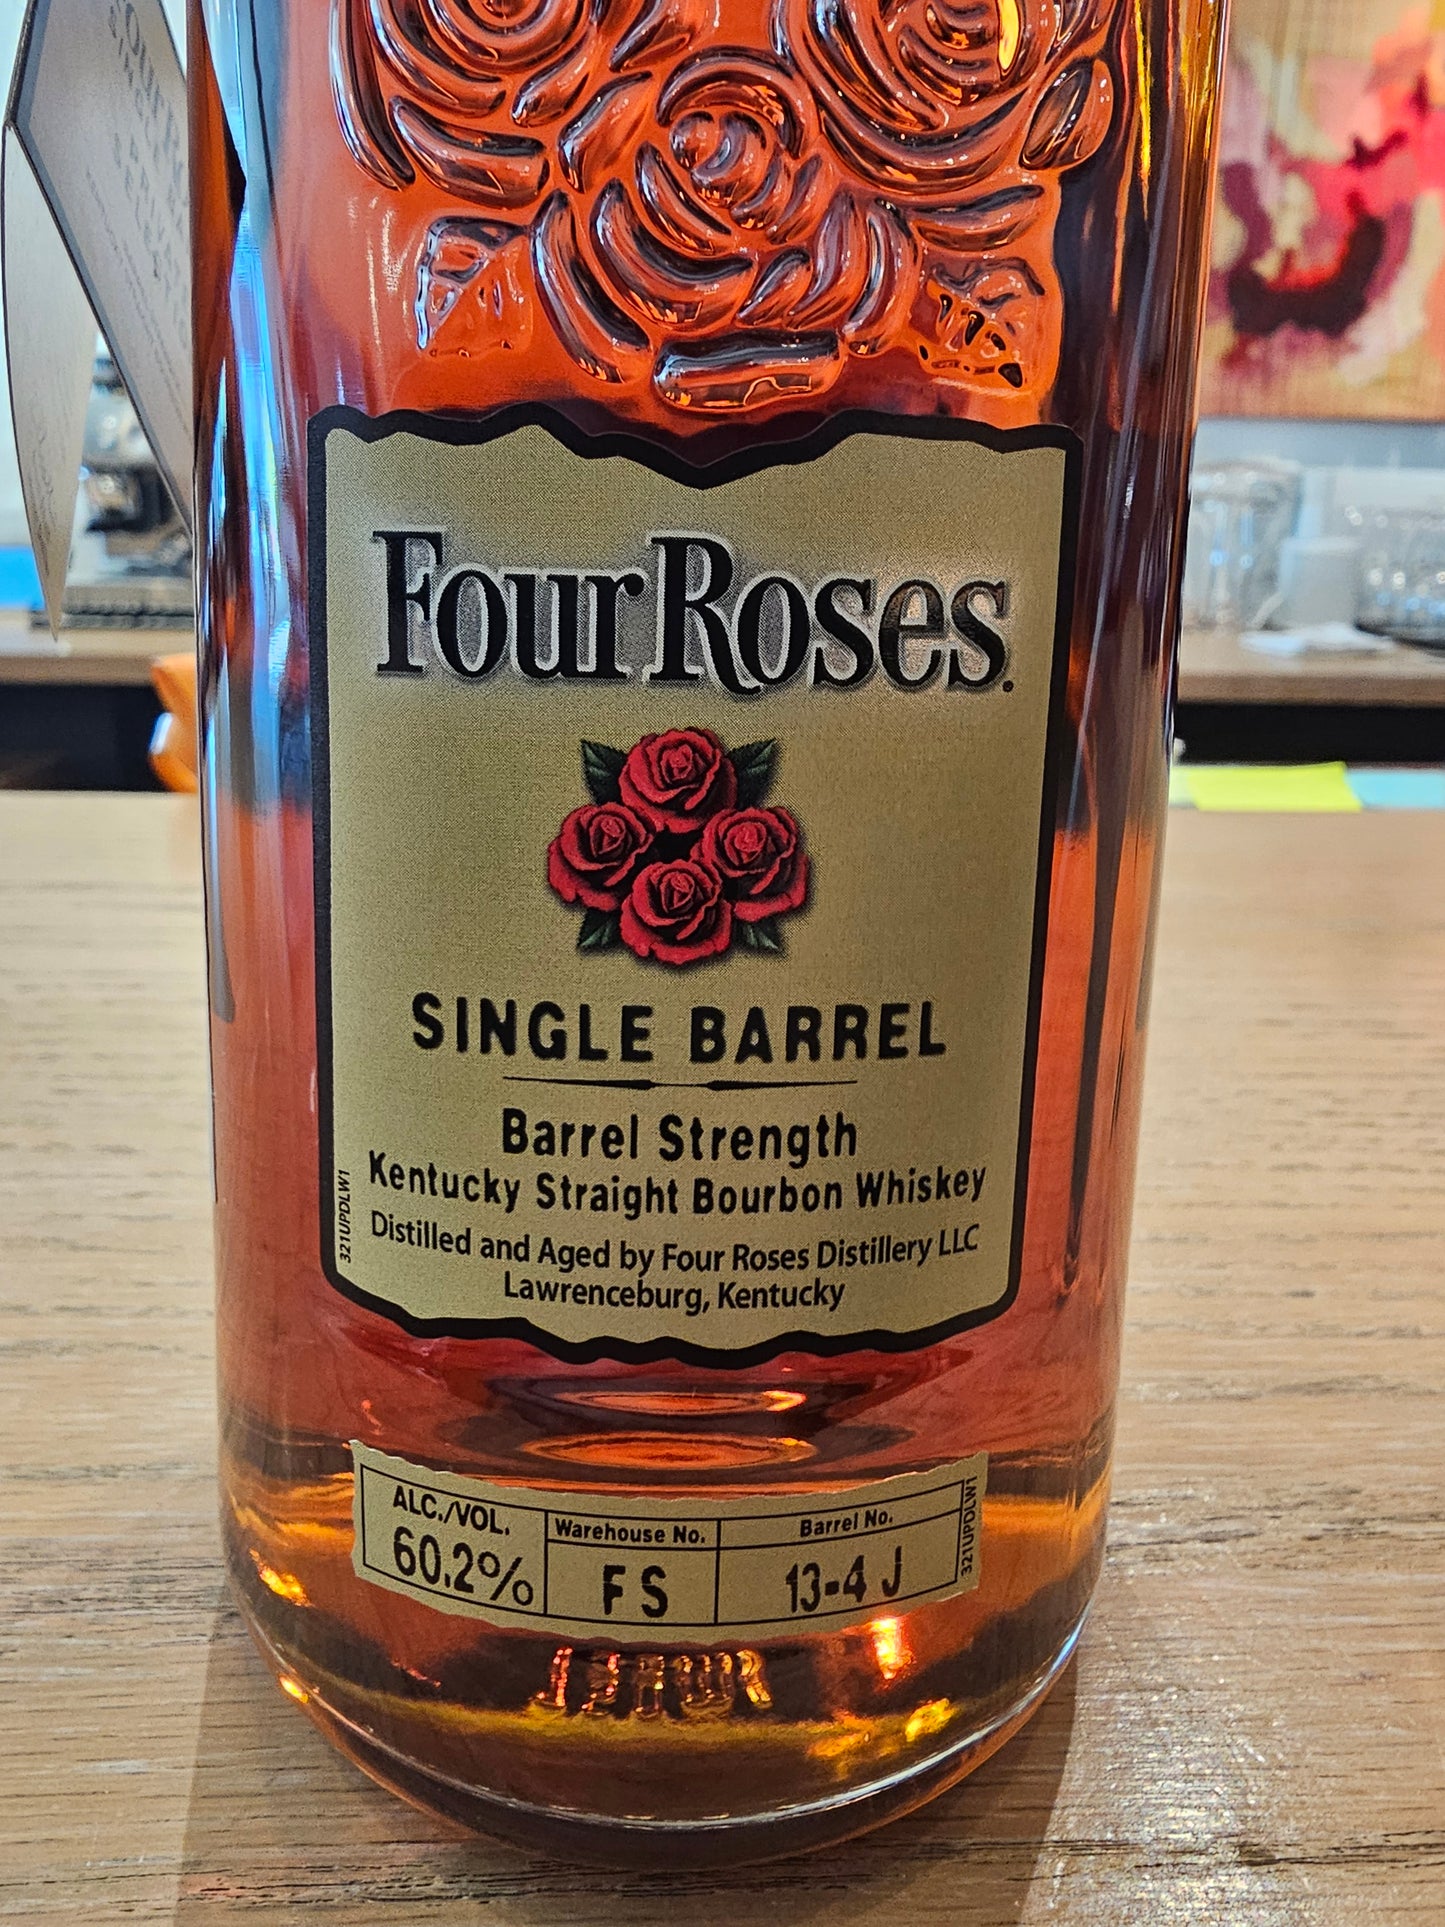 Four Roses.
SINGLE BARREL
Barrel Strength
Kentucky Straight Bourbon Whiskey
Distilled and Aged by Four Roses Distillery LLC
Lawrenceburg, Kentucky
321UPDLW1
ALC./VOL.
60.2%
Warehouse No.
FS
Barrel No.
13-4 J
321UPDLW1